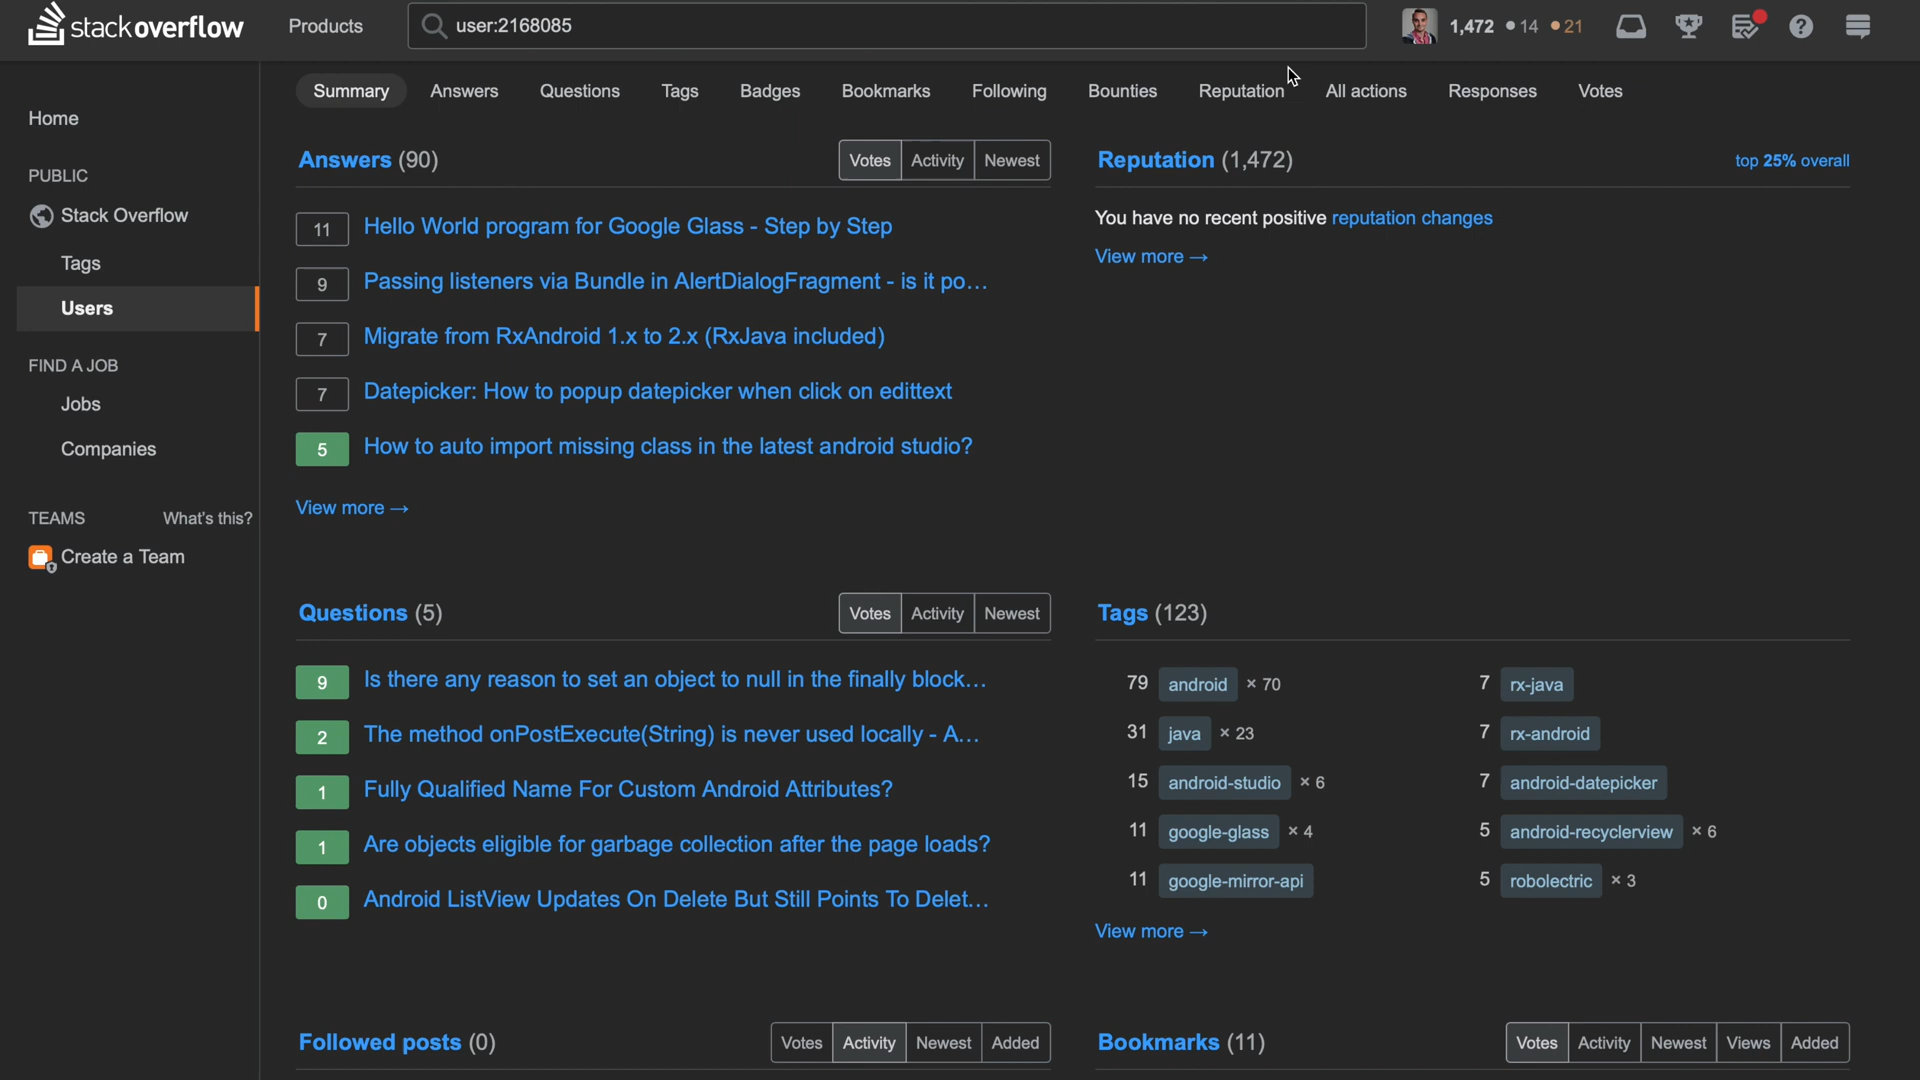 stackoverflow Products user:2168085 1,472 14 21
Summary Answers Questions Tags Badges Bookmarks Following Bounties Reputation All actions Responses Votes
Home
PUBLIC
Stack Overflow
Tags
Users
FIND A JOB
Jobs
Companies
TEAMS What's this?
Create a Team
Answers (90) Votes Activity Newest
11 Hello World program for Google Glass - Step by Step
9 Passing listeners via Bundle in AlertDialogFragment - is it po...
7 Migrate from RxAndroid 1.x to 2.x (RxJava included)
7 Datepicker: How to popup datepicker when click on edittext
5 How to auto import missing class in the latest android studio?
View more →
Reputation (1,472) top 25% overall
You have no recent positive reputation changes
View more →
Questions (5) Votes Activity Newest
9 Is there any reason to set an object to null in the finally block...
2 The method onPostExecute(String) is never used locally - A...
1 Fully Qualified Name For Custom Android Attributes?
1 Are objects eligible for garbage collection after the page loads?
0 Android ListView Updates On Delete But Still Points To Delet...
Tags (123)
79 android × 70
31 java × 23
15 android-studio × 6
11 google-glass × 4
11 google-mirror-api
7 rx-java
7 rx-android
7 android-datepicker
5 android-recyclerview × 6
5 robolectric × 3
View more →
Followed posts (0) Votes Activity Newest Added
Bookmarks (11) Votes Activity Newest Views Added